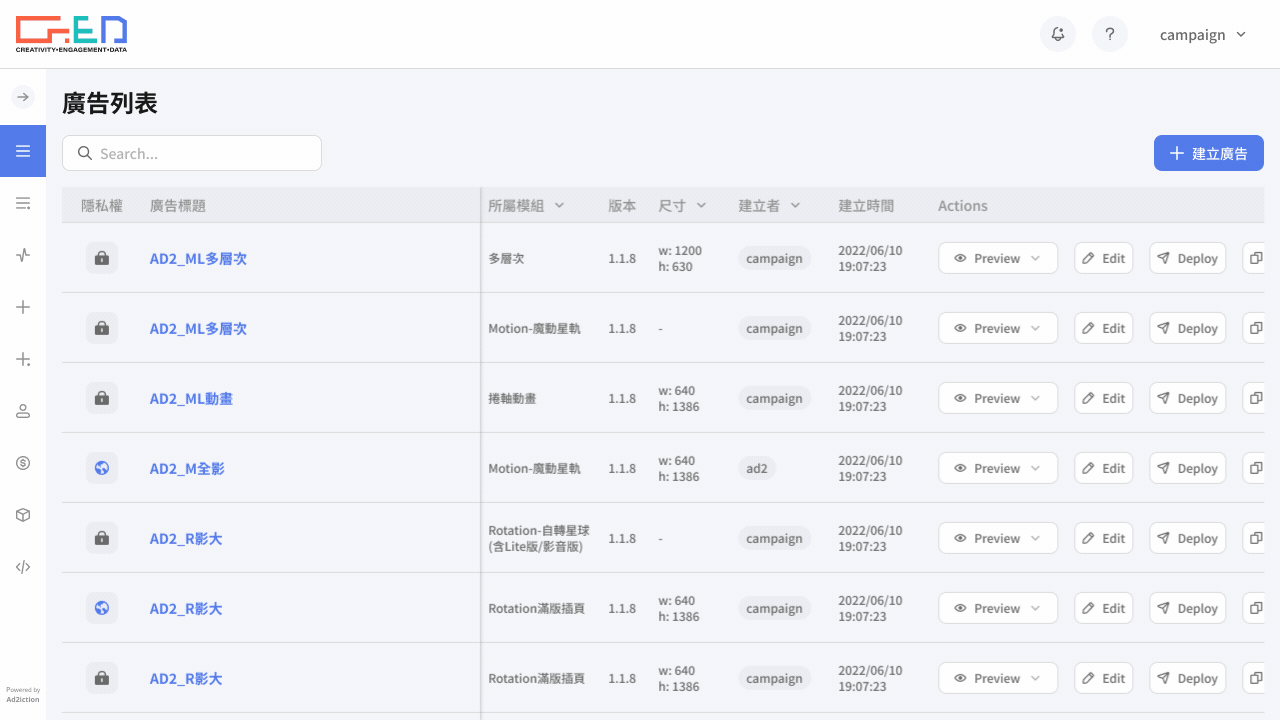 CREATIVITY•ENGAGEMENT•DATA
campaign
廣告列表
Search...
建立廣告
隱私權 廣告標題 所屬模組 版本 尺寸 建立者 建立時間 Actions
AD2_ML多層次 多層次 1.1.8 w: 1200 h: 630 campaign 2022/06/10 19:07:23 Preview Edit Deploy
AD2_ML多層次 Motion-魔動星軌 1.1.8 - campaign 2022/06/10 19:07:23 Preview Edit Deploy
AD2_ML動畫 捲軸動畫 1.1.8 w: 640 h: 1386 campaign 2022/06/10 19:07:23 Preview Edit Deploy
AD2_M全影 Motion-魔動星軌 1.1.8 w: 640 h: 1386 ad2 2022/06/10 19:07:23 Preview Edit Deploy
AD2_R影大 Rotation-自轉星球 (含Lite版/影音版) 1.1.8 - campaign 2022/06/10 19:07:23 Preview Edit Deploy
AD2_R影大 Rotation滿版插頁 1.1.8 w: 640 h: 1386 campaign 2022/06/10 19:07:23 Preview Edit Deploy
AD2_R影大 Rotation滿版插頁 1.1.8 w: 640 h: 1386 campaign 2022/06/10 19:07:23 Preview Edit Deploy
Powered by
Ad2iction